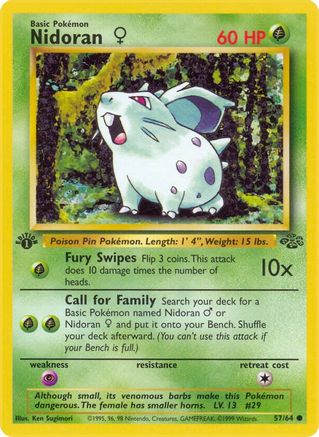 Basic Pokémon
Nidoran ♀ 60 HP
EDITION
1
Poison Pin Pokémon. Length: 1' 4", Weight: 15 lbs.
Fury Swipes Flip 3 coins. This attack
does 10 damage times the number of
heads.
10x
Call for Family Search your deck for a
Basic Pokémon named Nidoran ♂ or
Nidoran ♀ and put it onto your Bench. Shuffle
your deck afterward. (You can't use this attack if
your Bench is full.)
weakness resistance retreat cost
Although small, its venomous barbs make this Pokémon
dangerous. The female has smaller horns. LV. 13 #29
Illus. Ken Sugimori ©1995, 96, 98 Nintendo, Creatures, GAMEFREAK. ©1999 Wizards. 57/64 ●